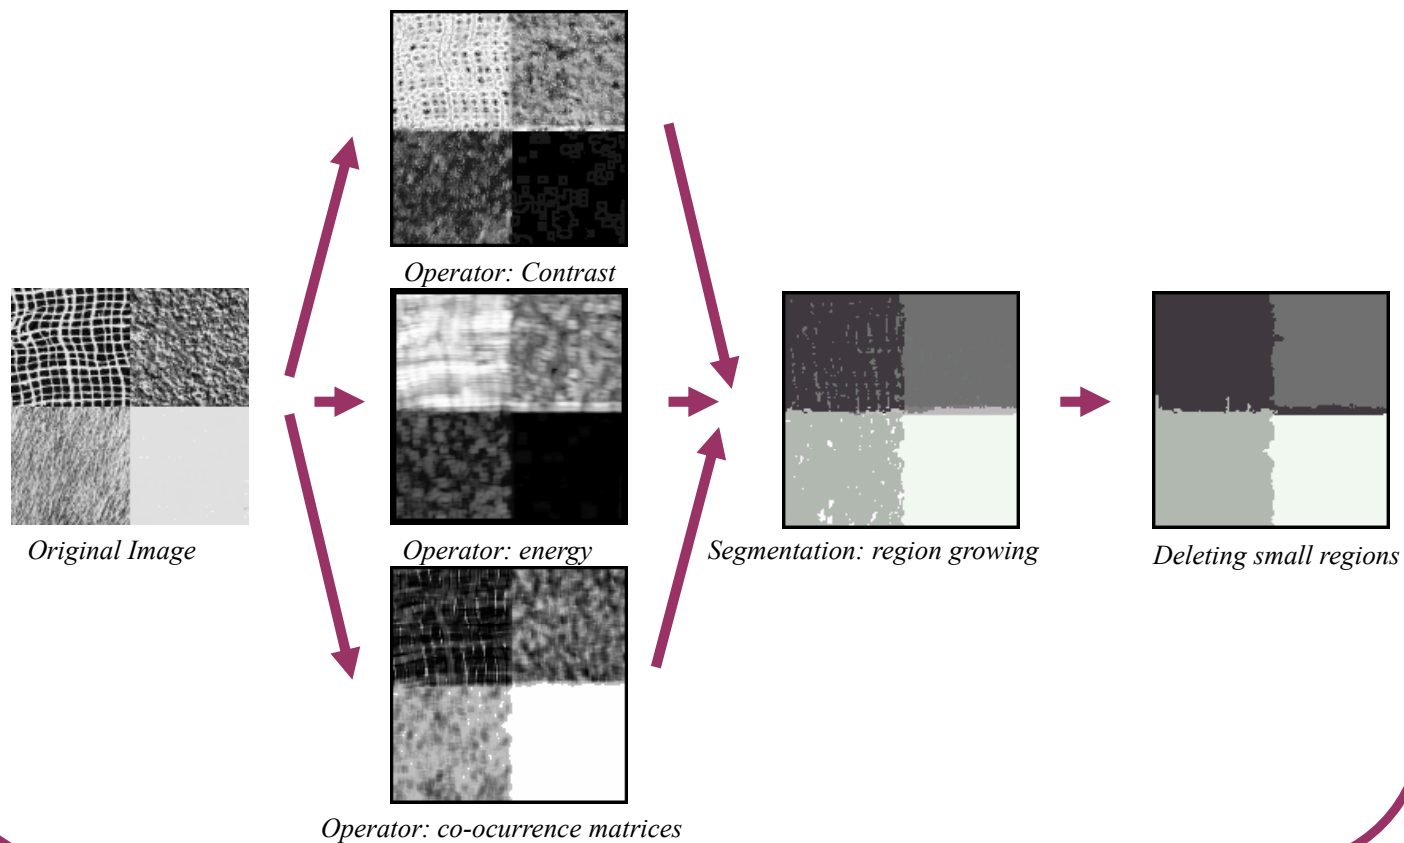 Original Image
Operator: Contrast
Operator: energy
Operator: co-ocurrence matrices
Segmentation: region growing
Deleting small regions